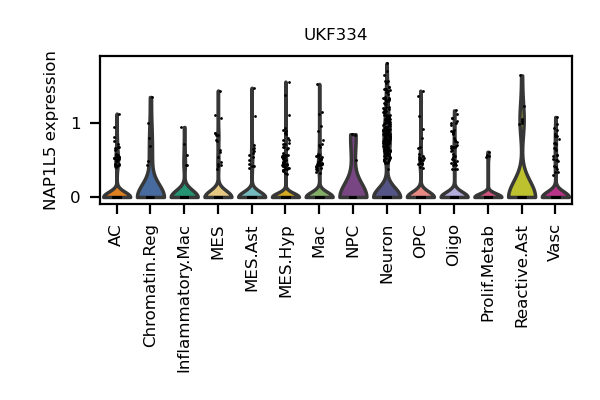 UKF334
NAP1L5 expression
1
0
AC
Chromatin.Reg
Inflammatory.Mac
MES
MES.Ast
MES.Hyp
Mac
NPC
Neuron
OPC
Oligo
Prolif.Metab
Reactive.Ast
Vasc